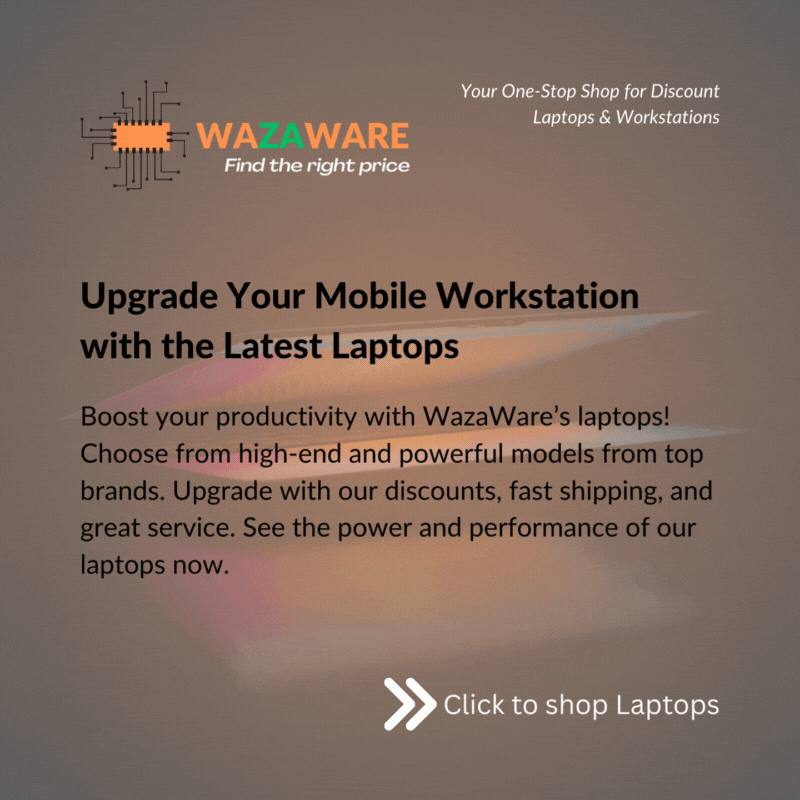 WAZAWARE
Find the right price
Your One-Stop Shop for Discount
Laptops & Workstations
Upgrade Your Mobile Workstation
with the Latest Laptops
Boost your productivity with WazaWare’s laptops!
Choose from high-end and powerful models from top
brands. Upgrade with our discounts, fast shipping, and
great service. See the power and performance of our
laptops now.
Click to shop Laptops